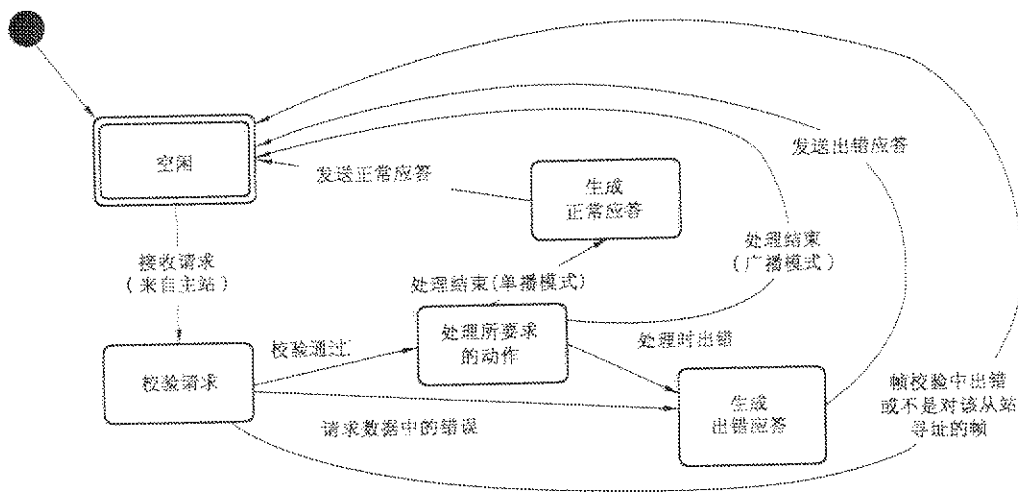 空闲
发送正常应答
生成
正常应答
发送出错应答
接收请求
（来自主站）
处理结束(单播模式)
处理结束
（广播模式）
校验请求
校验通过
处理所要求
的动作
处理时出错
请求数据中的错误
生成
出错应答
帧校验中出错
或不是对该从站
寻址的帧